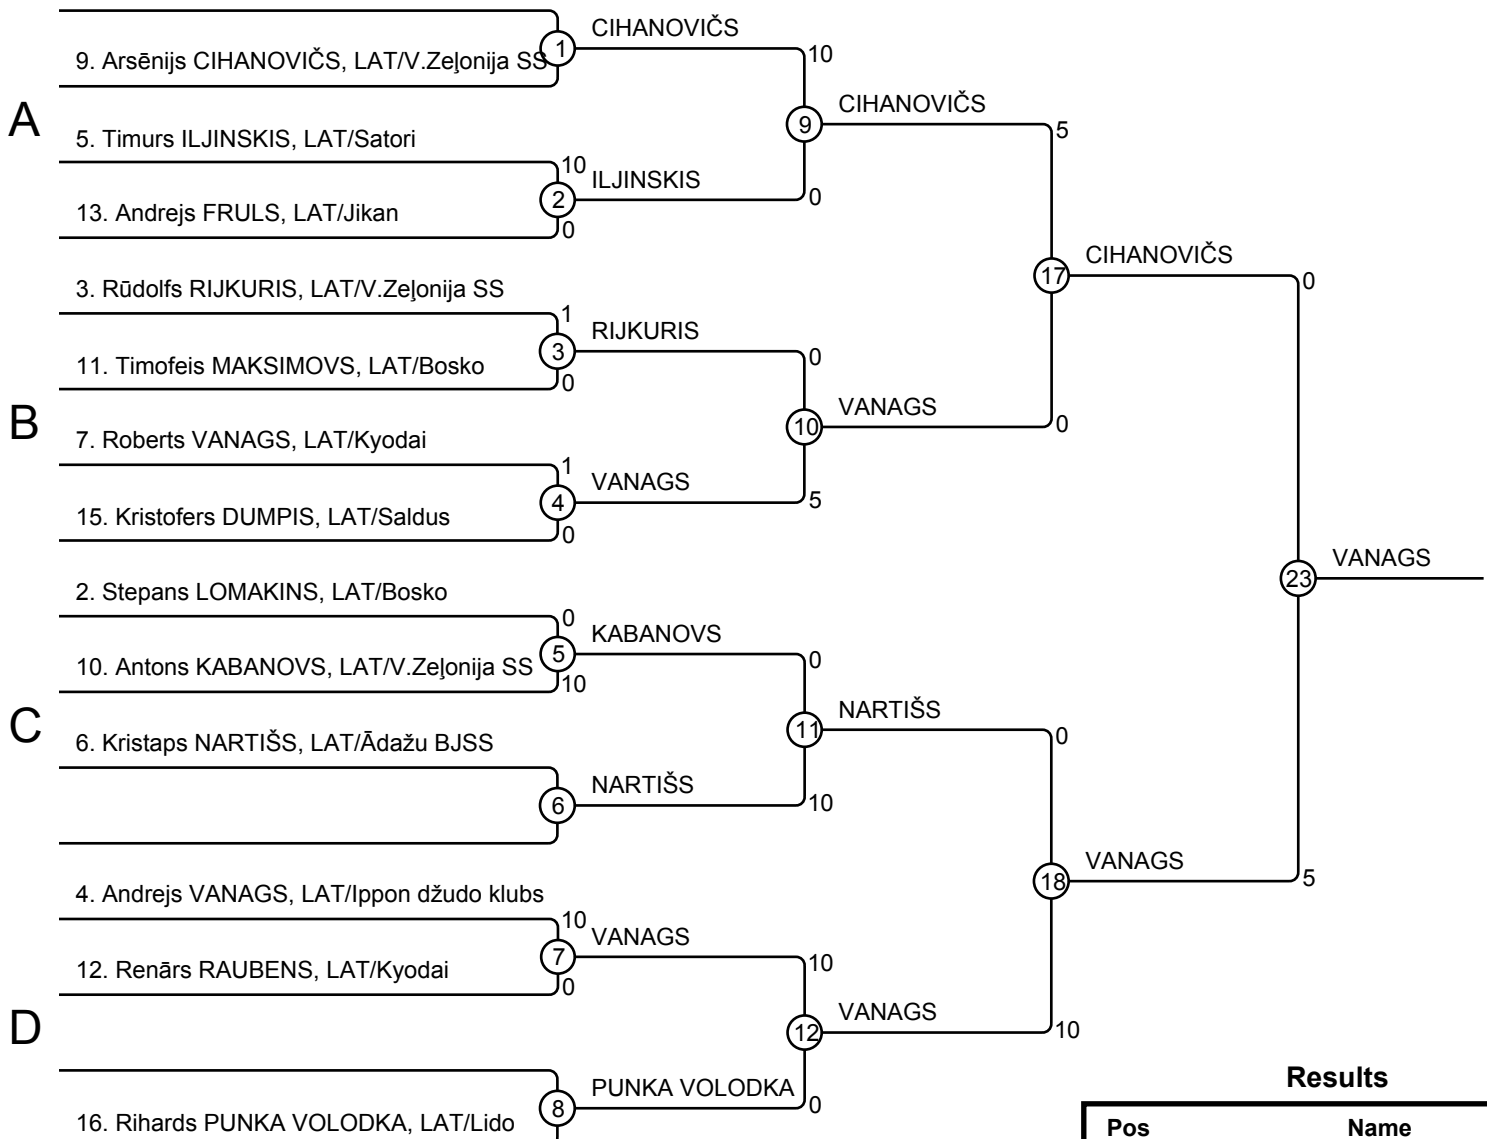 CIHANOVIČS
9. Arsēnijs CIHANOVIČS, LAT/V.Zeļonija SS
1
10
CIHANOVIČS
A
9
5
5. Timurs ILJINSKIS, LAT/Satori
10
ILJINSKIS
2
0
13. Andrejs FRULS, LAT/Jikan
0
CIHANOVIČS
17
0
3. Rūdolfs RIJKURIS, LAT/V.Zeļonija SS
1
RIJKURIS
3
0
11. Timofeis MAKSIMOVS, LAT/Bosko
0
VANAGS
B
10
0
7. Roberts VANAGS, LAT/Kyodai
1
VANAGS
4
5
15. Kristofers DUMPIS, LAT/Saldus
0
VANAGS
23
2. Stepans LOMAKINS, LAT/Bosko
0
KABANOVS
5
0
10. Antons KABANOVS, LAT/V.Zeļonija SS
10
NARTIŠS
C
11
0
6. Kristaps NARTIŠS, LAT/Ādažu BJSS
NARTIŠS
6
10
VANAGS
18
5
4. Andrejs VANAGS, LAT/Ippon džudo klubs
10
VANAGS
7
10
12. Renārs RAUBENS, LAT/Kyodai
0
VANAGS
D
12
10
PUNKA VOLODKA
8
0
16. Rihards PUNKA VOLODKA, LAT/Lido
Results
Pos Name